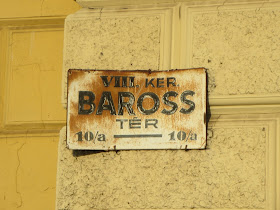 VIII. KER.
BAROSS
TÉR
10/a — 10/a